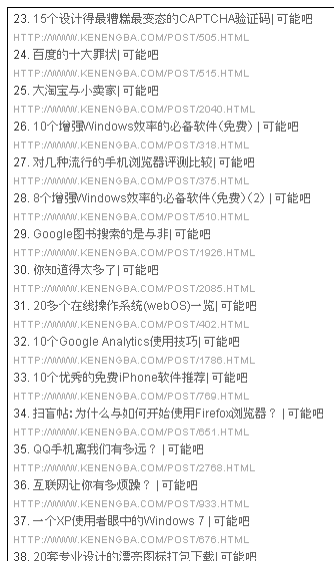 23. 15个设计得最糟糕最变态的CAPTCHA验证码| 可能吧
HTTP://WWW.KENENGBA.COM/POST/505.HTML
24. 百度的十大罪状| 可能吧
HTTP://WWW.KENENGBA.COM/POST/515.HTML
25. 大淘宝与小卖家| 可能吧
HTTP://WWW.KENENGBA.COM/POST/2040.HTML
26. 10个增强Windows效率的必备软件(免费) | 可能吧
HTTP://WWW.KENENGBA.COM/POST/318.HTML
27. 对几种流行的手机浏览器评测比较| 可能吧
HTTP://WWW.KENENGBA.COM/POST/375.HTML
28. 8个增强Windows效率的必备软件(免费)(2) | 可能吧
HTTP://WWW.KENENGBA.COM/POST/510.HTML
29. Google图书搜索的是与非| 可能吧
HTTP://WWW.KENENGBA.COM/POST/1926.HTML
30. 你知道得太多了| 可能吧
HTTP://WWW.KENENGBA.COM/POST/2085.HTML
31. 20多个在线操作系统(webOS)一览| 可能吧
HTTP://WWW.KENENGBA.COM/POST/402.HTML
32. 10个Google Analytics使用技巧| 可能吧
HTTP://WWW.KENENGBA.COM/POST/1786.HTML
33. 10个优秀的免费iPhone软件推荐| 可能吧
HTTP://WWW.KENENGBA.COM/POST/769.HTML
34. 扫盲帖: 为什么与如何开始使用Firefox浏览器？ | 可能吧
HTTP://WWW.KENENGBA.COM/POST/651.HTML
35. QQ手机离我们有多远？ | 可能吧
HTTP://WWW.KENENGBA.COM/POST/2768.HTML
36. 互联网让你有多烦躁？ | 可能吧
HTTP://WWW.KENENGBA.COM/POST/933.HTML
37. 一个XP使用者眼中的Windows 7 | 可能吧
HTTP://WWW.KENENGBA.COM/POST/676.HTML
38. 20套专业设计的漂亮图标打包下载| 可能吧